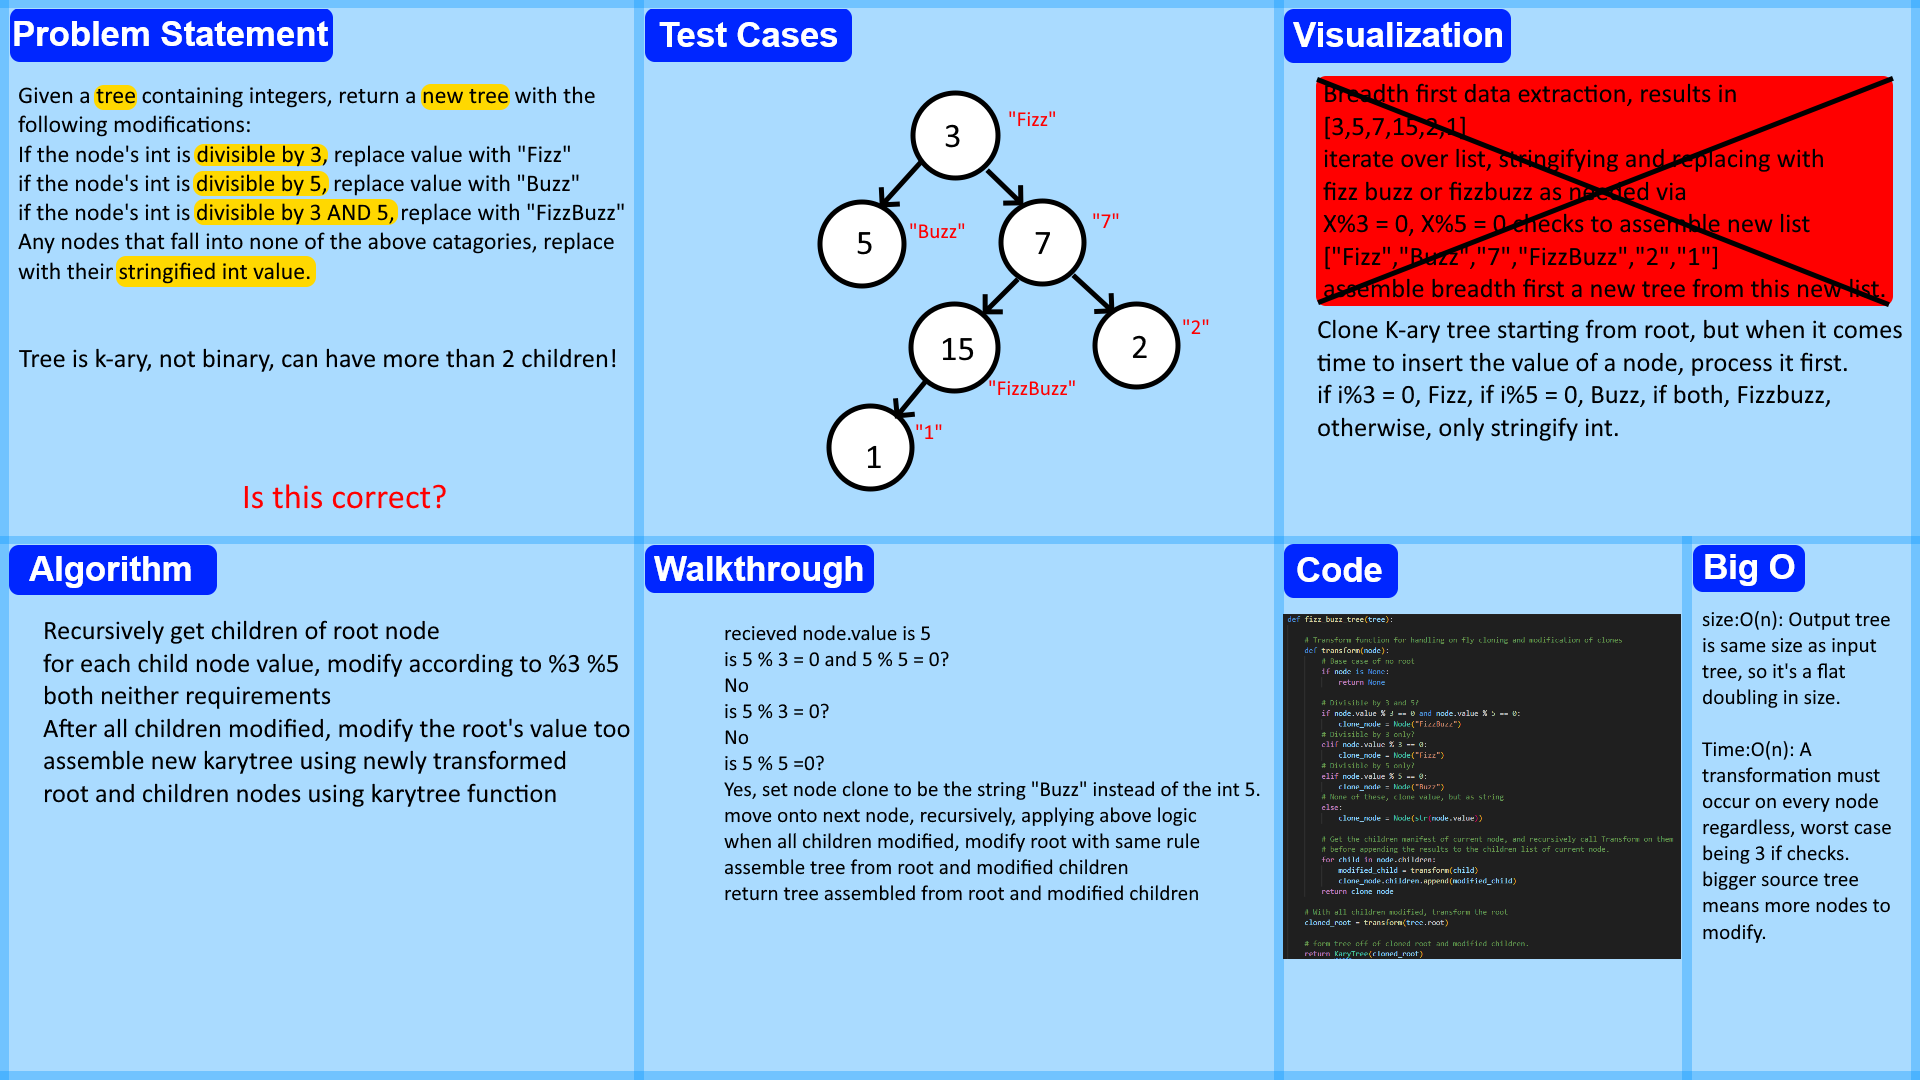 Problem Statement
Given a tree containing integers, return a new tree with the
following modifications:
If the node's int is divisible by 3, replace value with "Fizz"
if the node's int is divisible by 5, replace value with "Buzz"
if the node's int is divisible by 3 AND 5, replace with "FizzBuzz"
Any nodes that fall into none of the above catagories, replace
with their stringified int value.
Tree is k-ary, not binary, can have more than 2 children!
Is this correct?
Test Cases
3
"Fizz"
5
"Buzz"
7
"7"
15
"FizzBuzz"
2
"2"
1
"1"
Visualization
Breadth first data extraction, results in
[3,5,7,15,2,1]
iterate over list, stringifying and replacing with
fizz buzz or fizzbuzz as needed via
X%3 = 0, X%5 = 0 checks to assemble new list
["Fizz","Buzz","7","FizzBuzz","2","1"]
assemble breadth first a new tree from this new list.
Clone K-ary tree starting from root, but when it comes
time to insert the value of a node, process it first.
if i%3 = 0, Fizz, if i%5 = 0, Buzz, if both, Fizzbuzz,
otherwise, only stringify int.
Algorithm
Recursively get children of root node
for each child node value, modify according to %3 %5
both neither requirements
After all children modified, modify the root's value too
assemble new karytree using newly transformed
root and children nodes using karytree function
Walkthrough
recieved node.value is 5
is 5 % 3 = 0 and 5 % 5 = 0?
No
is 5 % 3 = 0?
No
is 5 % 5 =0?
Yes, set node clone to be the string "Buzz" instead of the int 5.
move onto next node, recursively, applying above logic
when all children modified, modify root with same rule
assemble tree from root and modified children
return tree assembled from root and modified children
Code
def fizz_buzz_tree(tree):
# Transform function for handling on fly cloning and modification of clones
def transform(node):
# Base case of no root
if node is None:
return None
# Divisible by 3 and 5?
if node.value % 3 == 0 and node.value % 5 == 0:
clone_node = Node("FizzBuzz")
# Divisible by 3 only?
elif node.value % 3 == 0:
clone_node = Node("Fizz")
# Divisible by 5 only?
elif node.value % 5 == 0:
clone_node = Node("Buzz")
# None of these, clone value, but as string
else:
clone_node = Node(str(node.value))
# Get the children manifest of current node, and recursively call Transform on them
# before appending the results to the children list of current node.
for child in node.children:
modified_child = transform(child)
clone_node.children.append(modified_child)
return clone_node
# With all children modified, transform the root
cloned_root = transform(tree.root)
# form tree off of cloned root and modified children.
return KaryTree(cloned_root)
Big O
size:O(n): Output tree
is same size as input
tree, so it's a flat
doubling in size.
Time:O(n): A
transformation must
occur on every node
regardless, worst case
being 3 if checks.
bigger source tree
means more nodes to
modify.